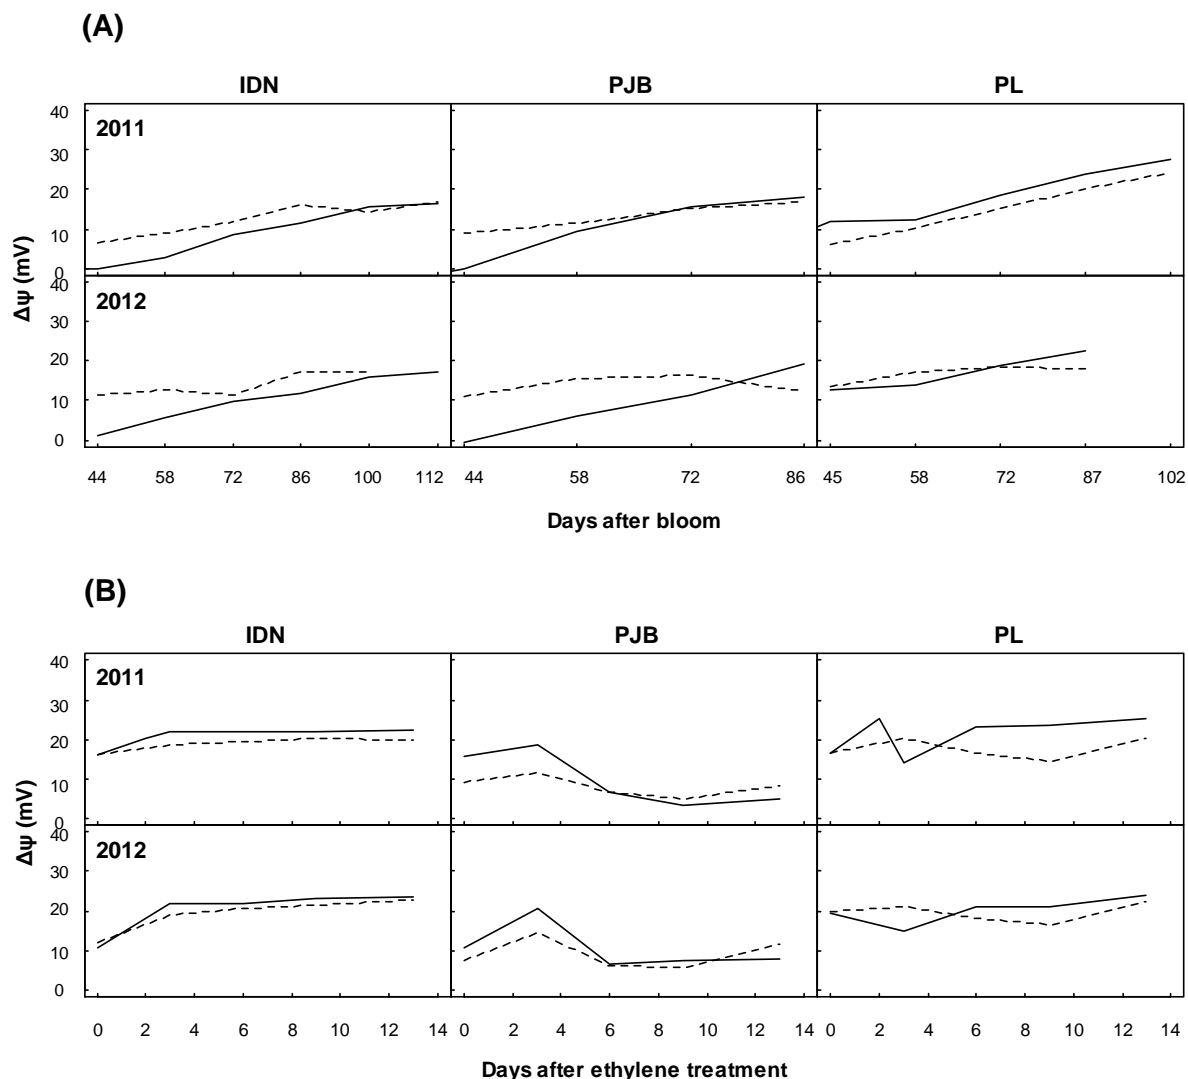 (A)
IDN PJB PL
2011
40
30
20
10
0
2012
40
30
20
10
0
Δψ (mV)
44 58 72 86 100 112 44 58 72 86 45 58 72 87 102
Days after bloom
(B)
IDN PJB PL
2011
40
30
20
10
0
2012
40
30
20
10
0
Δψ (mV)
0 2 4 6 8 10 12 14 0 2 4 6 8 10 12 14 0 2 4 6 8 10 12 14
Days after ethylene treatment